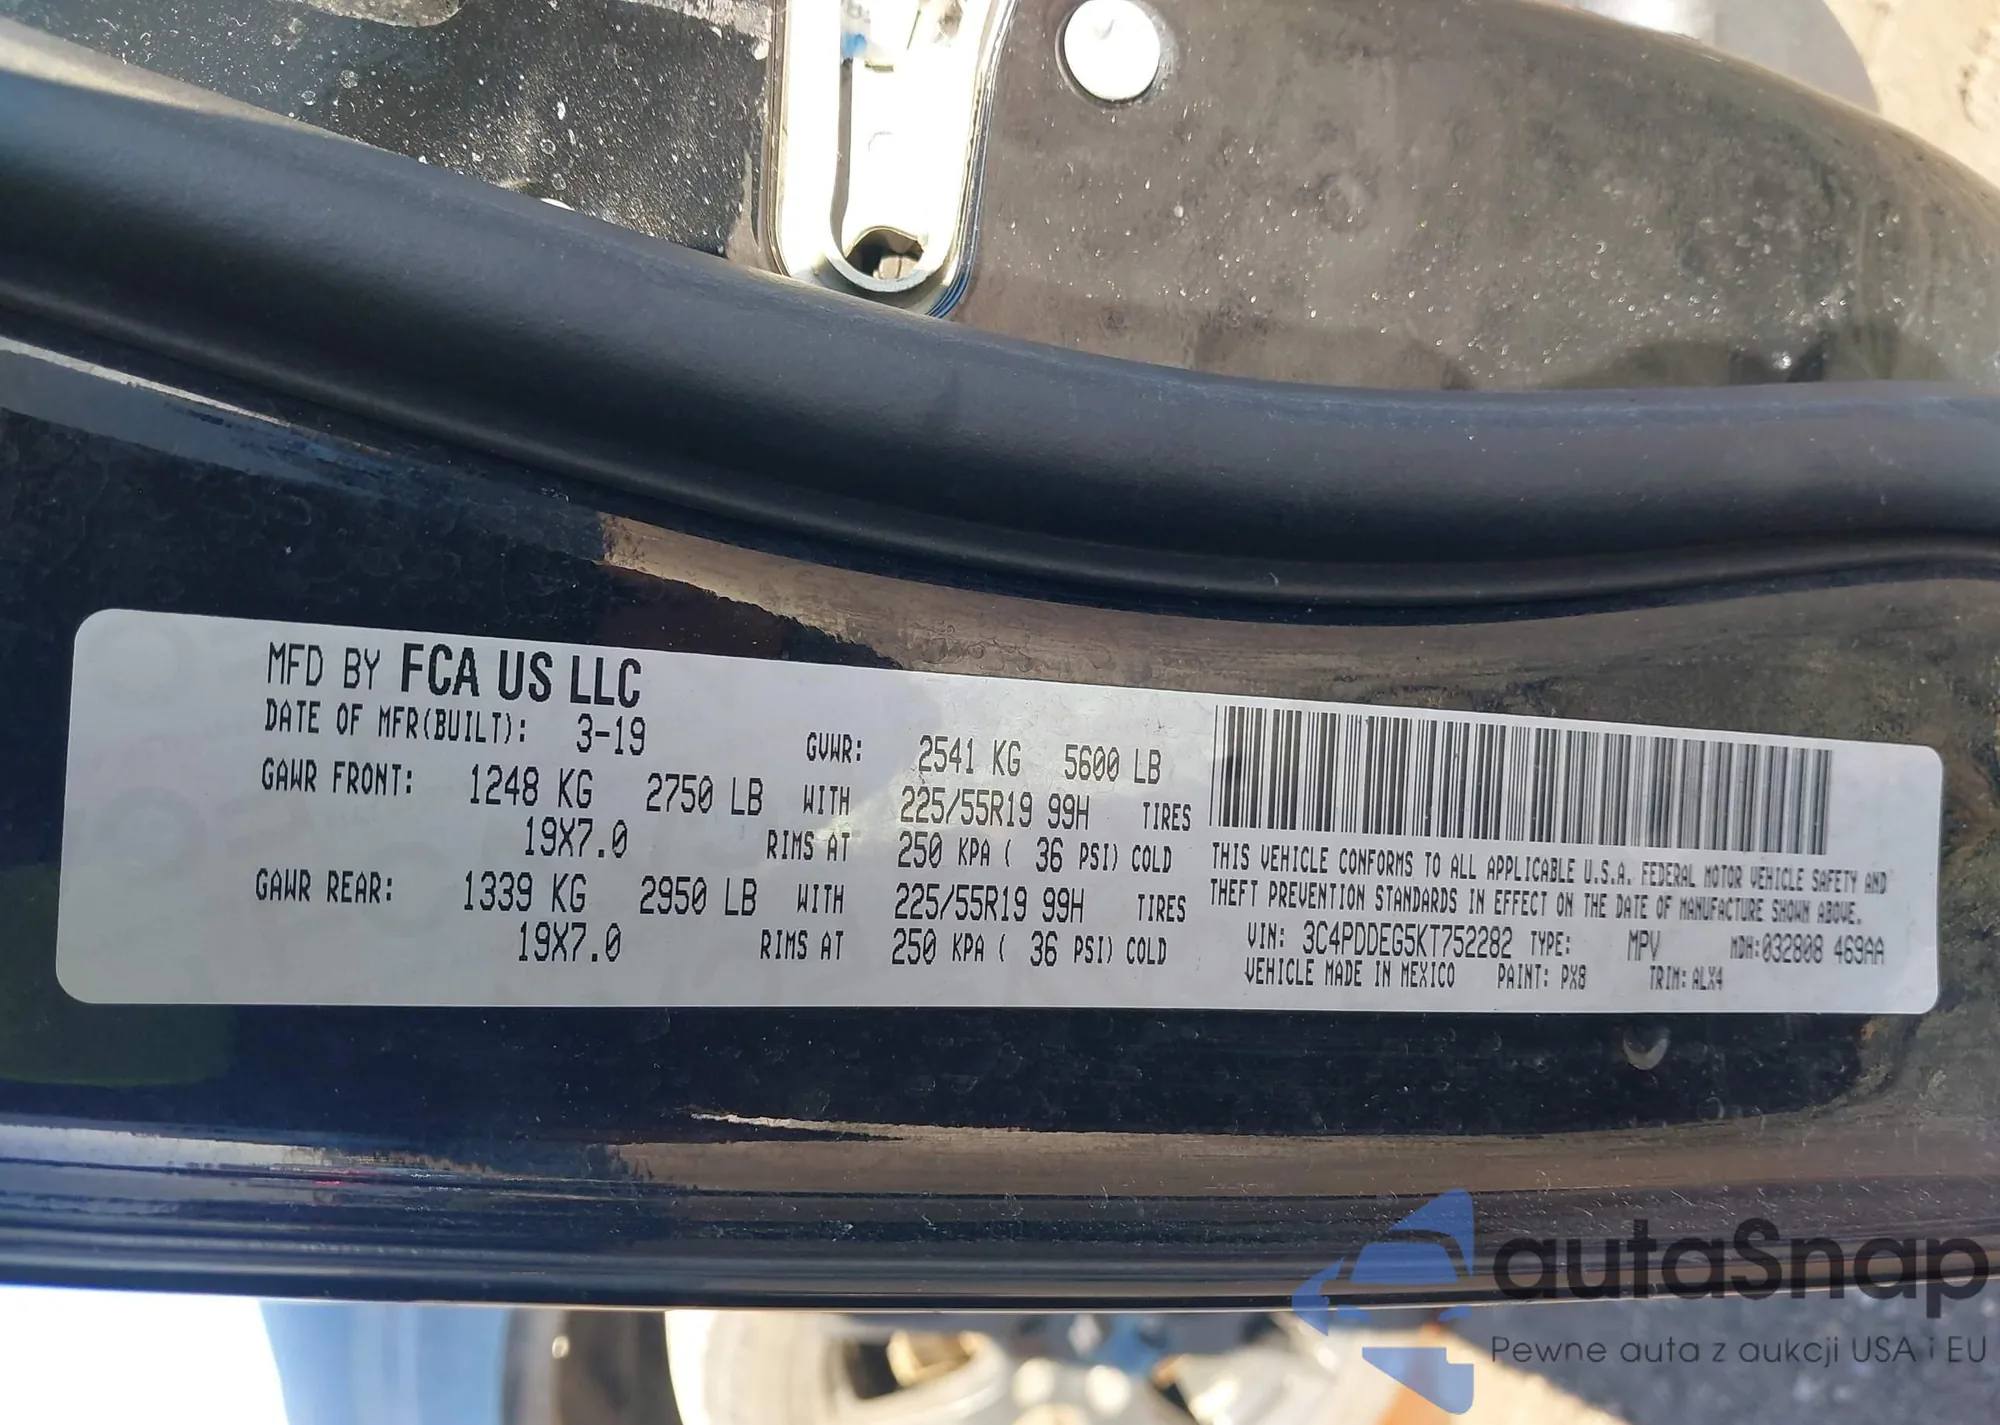 MFD BY FCA US LLC
DATE OF MFR(BUILT): 3-19 GVWR: 2541 KG 5600 LB
GAWR FRONT: 1248 KG 2750 LB WITH 225/55R19 99H TIRES
19X7.0 RIMS AT 250 KPA ( 36 PSI) COLD
GAWR REAR: 1339 KG 2950 LB WITH 225/55R19 99H TIRES
19X7.0 RIMS AT 250 KPA ( 36 PSI) COLD
THIS VEHICLE CONFORMS TO ALL APPLICABLE U.S.A. FEDERAL MOTOR VEHICLE SAFETY AND
THEFT PREVENTION STANDARDS IN EFFECT ON THE DATE OF MANUFACTURE SHOWN ABOVE.
VIN: 3C4PDDEG5KT752282 TYPE: MPV MDH:032808 469AA
VEHICLE MADE IN MEXICO PAINT: PX8 TRIM: ALX4
autaSnap
Pewne auta z aukcji USA i EU